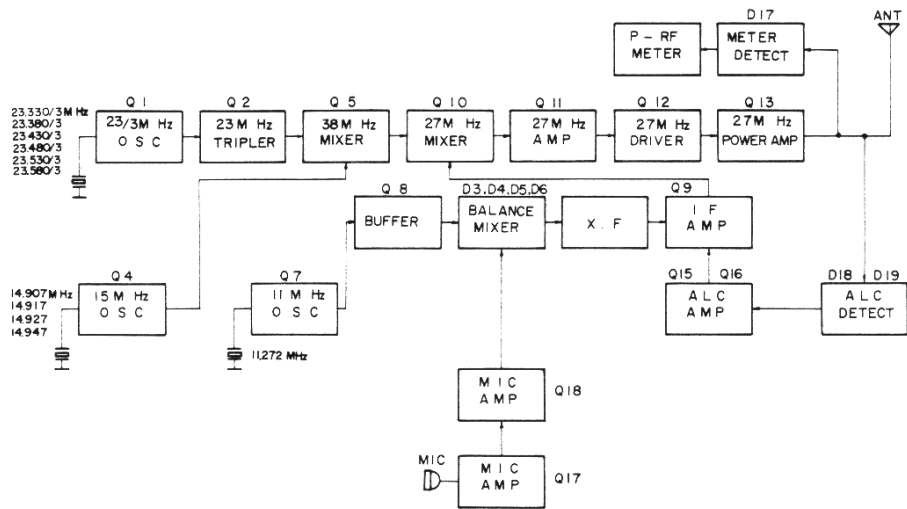 D17
ANT
P - RF
METER
METER
DETECT
Q1
Q2
Q5
Q10
Q11
Q12
Q13
23.330/3 MHz
23.380/3
23.430/3
23.480/3
23.530/3
23.580/3
23/3M Hz
OSC
23M Hz
TRIPLER
38M Hz
MIXER
27M Hz
MIXER
27M Hz
AMP
27M Hz
DRIVER
27M Hz
POWER AMP
Q8
D3,D4,D5,D6
Q9
BUFFER
BALANCE
MIXER
X.F
IF
AMP
Q4
Q7
Q15
Q16
D18
D19
14.907MHz
14.917
14.927
14.947
15M Hz
OSC
11M Hz
OSC
11,272 MHz
ALC
AMP
ALC
DETECT
MIC
AMP
Q18
MIC
MIC
AMP
Q17